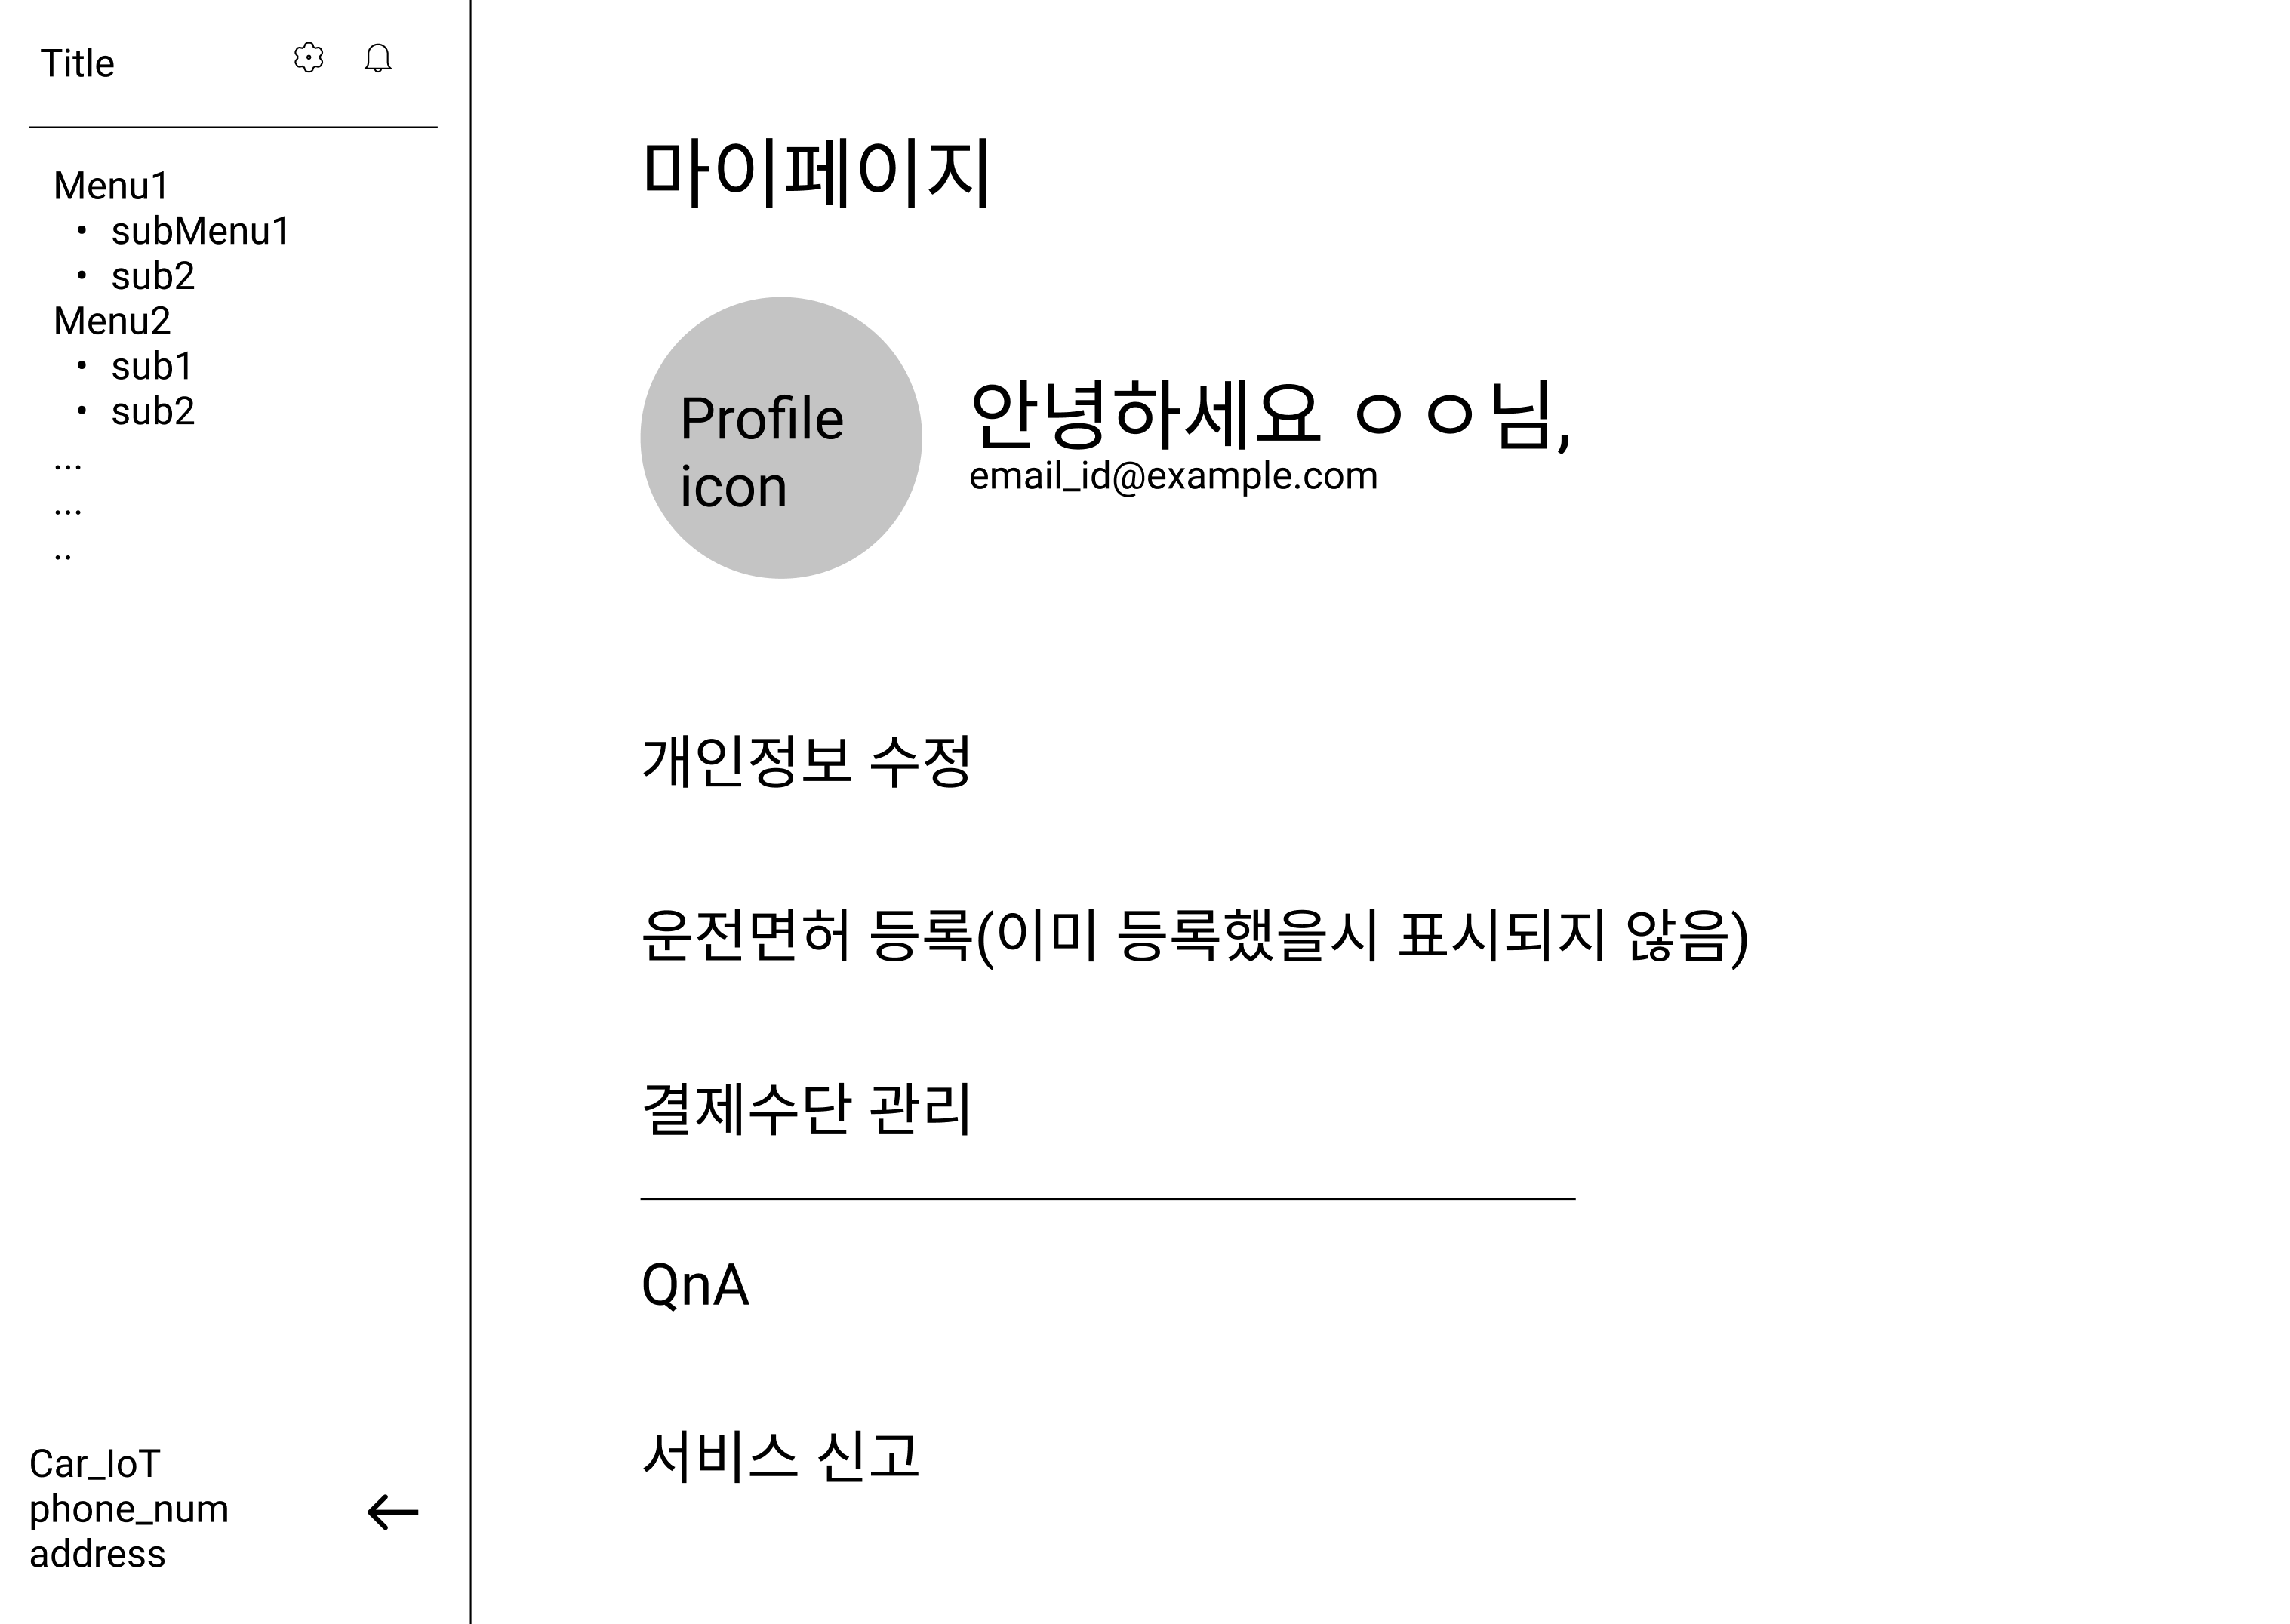 Title
Menu1
• subMenu1
• sub2
Menu2
• sub1
• sub2
...
...
..
Car_IoT
phone_num
address
마이페이지
Profile
icon
안녕하세요 ㅇㅇ님,
email_id@example.com
개인정보 수정
운전면허 등록(이미 등록했을시 표시되지 않음)
결제수단 관리
QnA
서비스 신고